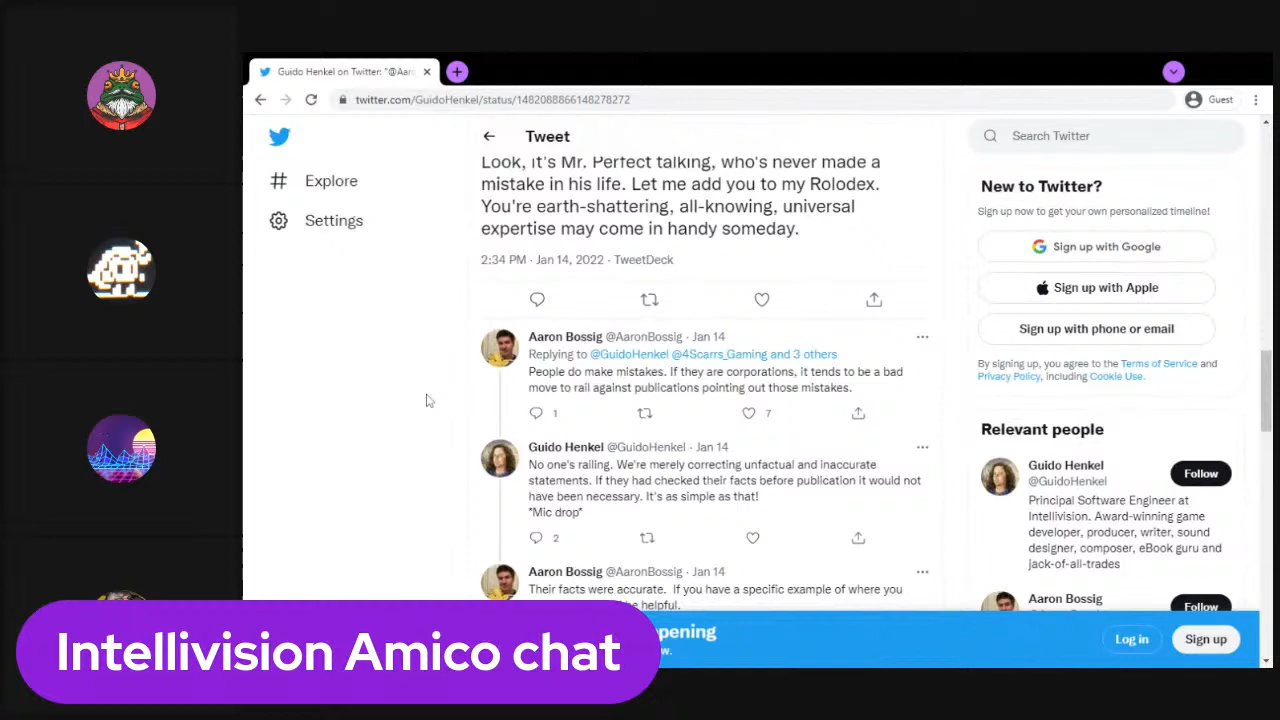 Guido Henkel on Twitter: "@Aar
twitter.com/GuidoHenkel/status/1482088866148278272
Guest
Explore
Settings
Tweet
Look, it's Mr. Perfect talking, who's never made a
mistake in his life. Let me add you to my Rolodex.
You're earth-shattering, all-knowing, universal
expertise may come in handy someday.
2:34 PM · Jan 14, 2022 · TweetDeck
Aaron Bossig @AaronBossig · Jan 14
Replying to @GuidoHenkel @4Scarrs_Gaming and 3 others
People do make mistakes. If they are corporations, it tends to be a bad
move to rail against publications pointing out those mistakes.
1
7
Guido Henkel @GuidoHenkel · Jan 14
No one's railing. We're merely correcting unfactual and inaccurate
statements. If they had checked their facts before publication it would not
have been necessary. It's as simple as that!
*Mic drop*
2
Aaron Bossig @AaronBossig · Jan 14
Their facts were accurate. If you have a specific example of where you
be helpful.
Search Twitter
New to Twitter?
Sign up now to get your own personalized timeline!
Sign up with Google
Sign up with Apple
Sign up with phone or email
By signing up, you agree to the Terms of Service and
Privacy Policy, including Cookie Use.
Relevant people
Guido Henkel
@GuidoHenkel
Follow
Principal Software Engineer at
Intellivision. Award-winning game
developer, producer, writer, sound
designer, composer, eBook guru and
jack-of-all-trades
Aaron Bossig
Follow
pening
w.
Log in
Sign up
Intellivision Amico chat